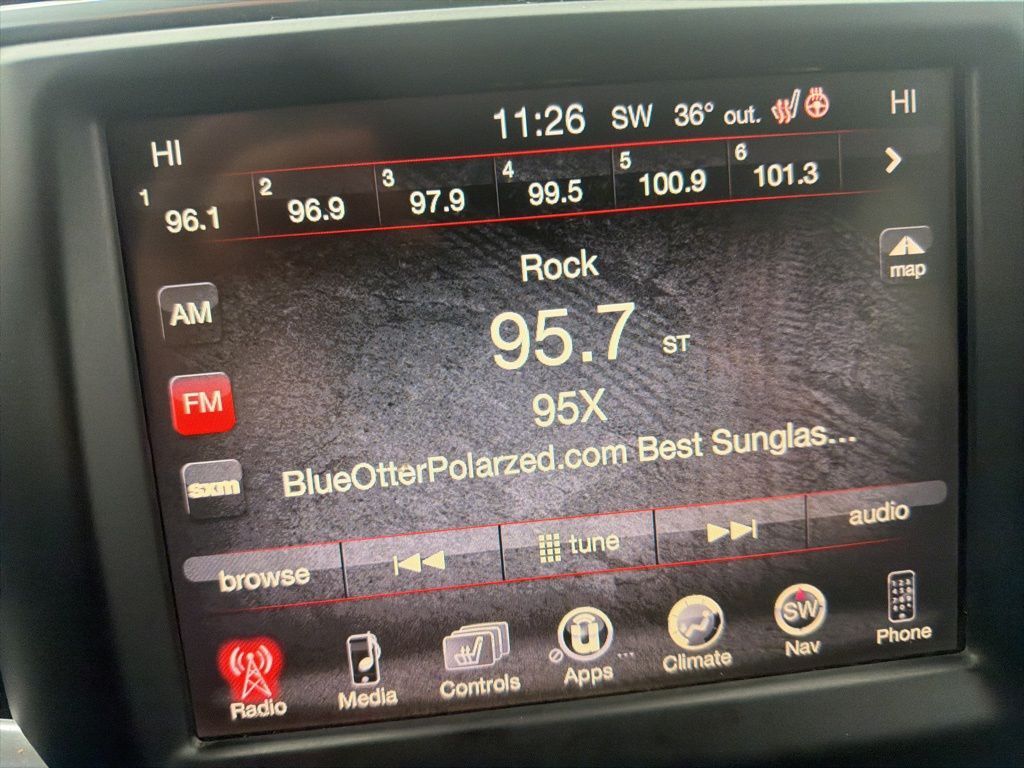 11:26 SW 36° out. HI
HI
1 96.1 2 96.9 3 97.9 4 99.5 5 100.9 6 101.3
map
Rock
AM
95.7 ST
FM
95X
BlueOtterPolarzed.com Best Sunglas...
sxm
browse tune audio
Radio Media Controls Apps ... Climate SW Nav Phone